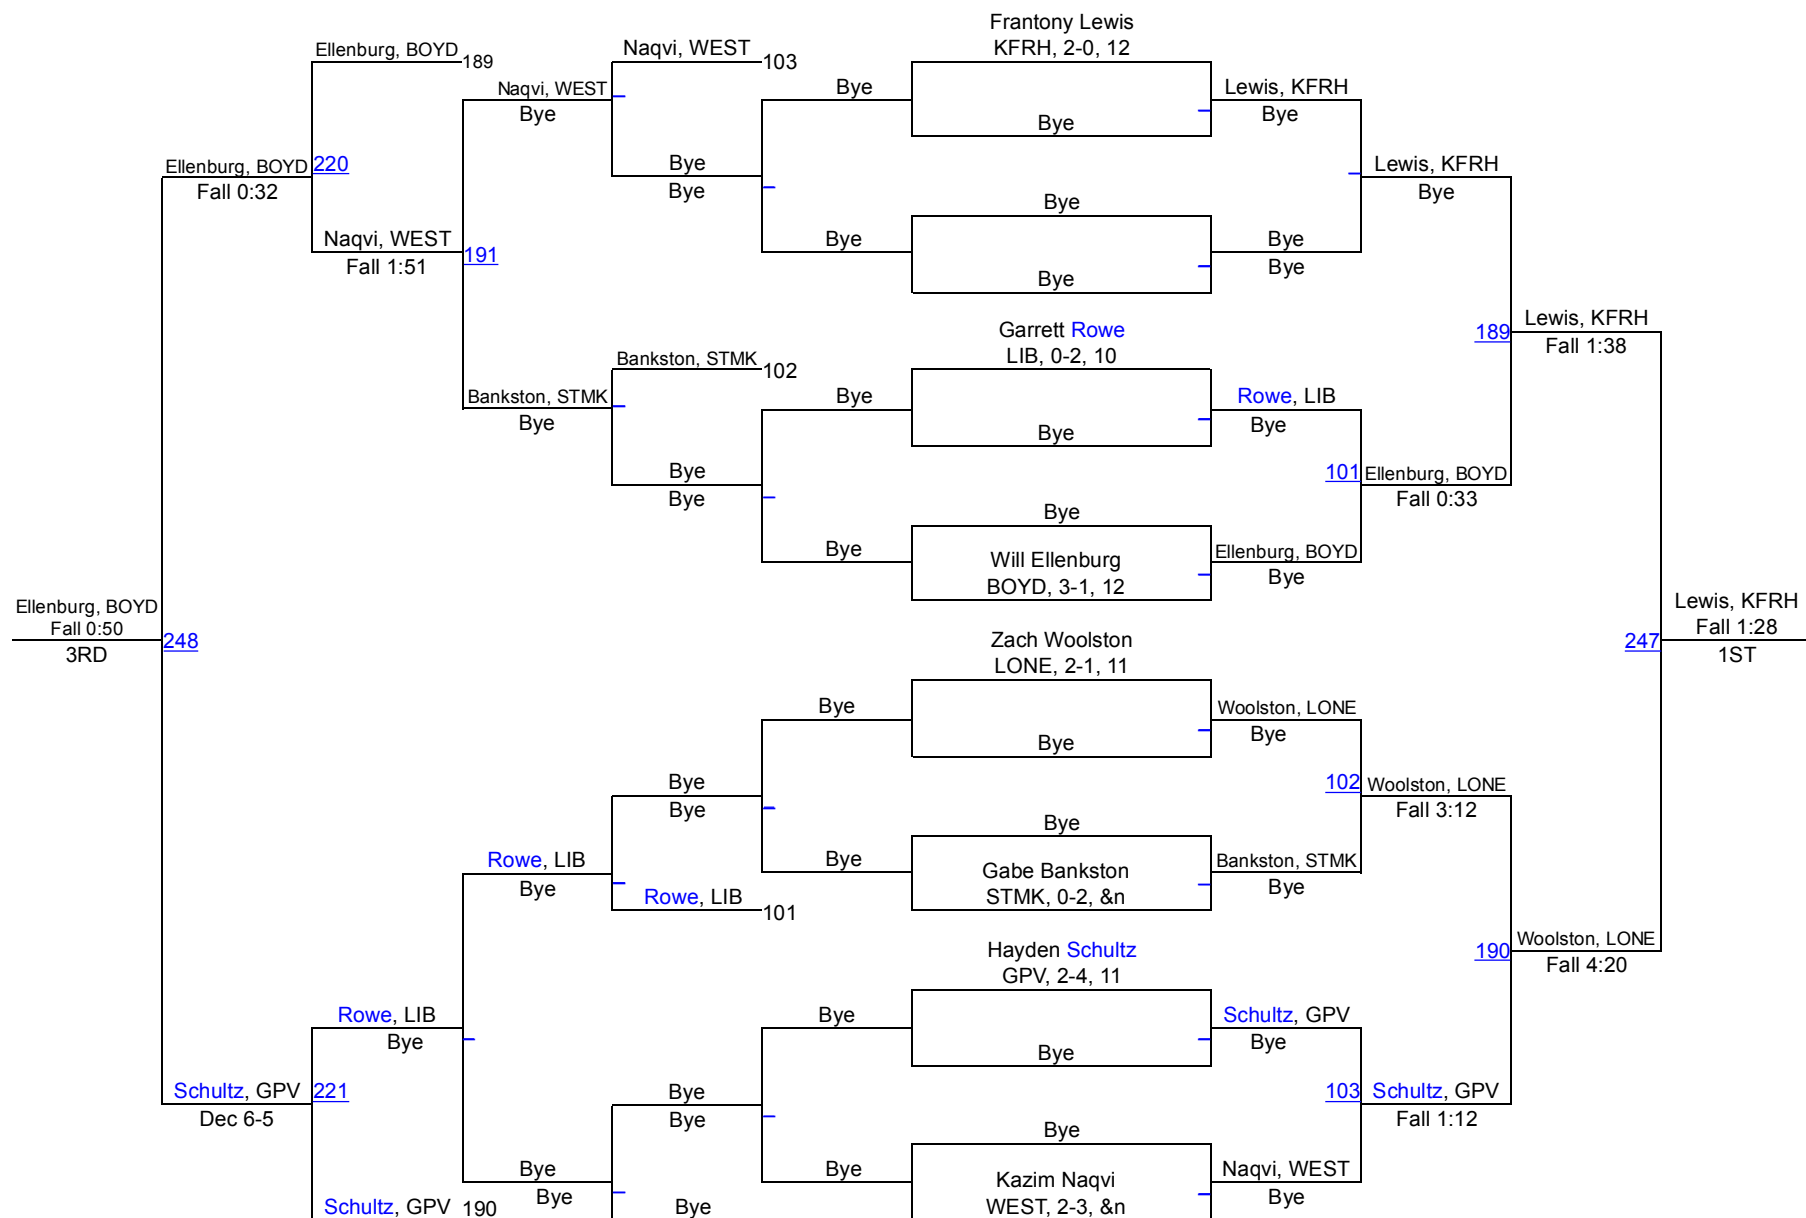 Frantony Lewis
KFRH, 2-0, 12
Ellenburg, BOYD
189
Naqvi, WEST
103
Naqvi, WEST
Bye
Bye
Lewis, KFRH
Bye
Bye
Ellenburg, BOYD
220
Fall 0:32
Bye
Bye
Lewis, KFRH
Bye
Naqvi, WEST
191
Fall 1:51
Bye
Bye
Bye
Bye
Bye
Garrett Rowe
LIB, 0-2, 10
189
Lewis, KFRH
Fall 1:38
Bankston, STMK
102
Bankston, STMK
Bye
Bye
Rowe, LIB
Bye
Bye
Bye
Bye
101
Ellenburg, BOYD
Fall 0:33
Bye
Bye
Will Ellenburg
BOYD, 3-1, 12
Ellenburg, BOYD
Bye
Ellenburg, BOYD
Fall 0:50
3RD
248
Zach Woolston
LONE, 2-1, 11
247
Lewis, KFRH
Fall 1:28
1ST
Bye
Woolston, LONE
Bye
Bye
Bye
Bye
102
Woolston, LONE
Fall 3:12
Bye
Rowe, LIB
Bye
Bye
Gabe Bankston
STMK, 0-2, &n
Bankston, STMK
Bye
Rowe, LIB
101
Hayden Schultz
GPV, 2-4, 11
190
Woolston, LONE
Fall 4:20
Rowe, LIB
Bye
Bye
Schultz, GPV
Bye
Bye
Schultz, GPV
221
Dec 6-5
Bye
Bye
103
Schultz, GPV
Fall 1:12
Bye
Bye
Bye
Bye
Kazim Naqvi
WEST, 2-3, &n
Naqvi, WEST
Bye
Schultz, GPV
190
Bye